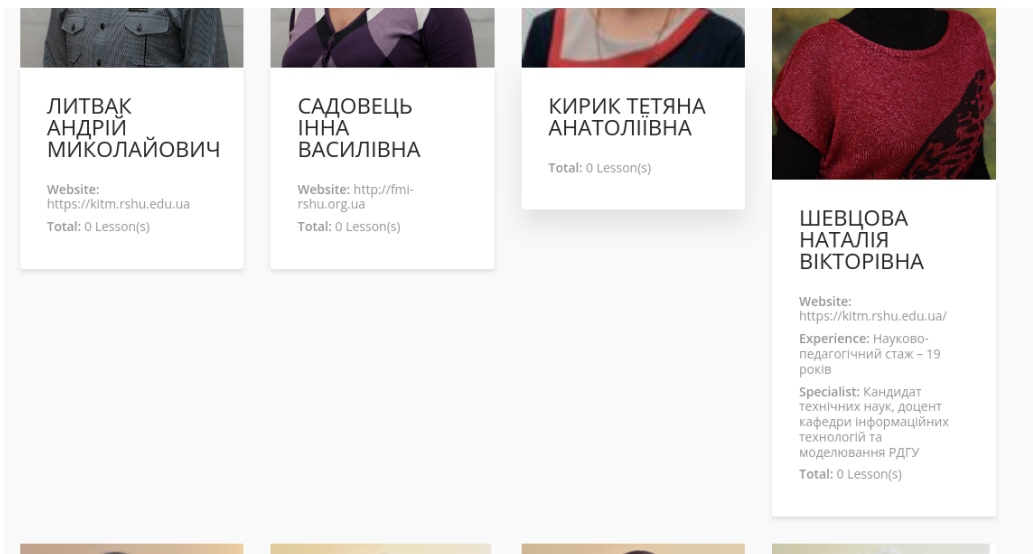 ЛИТВАК
АНДРІЙ
МИКОЛАЙОВИЧ
Website:
https://kitm.rshu.edu.ua
Total: 0 Lesson(s)
САДОВЕЦЬ
ІННА
ВАСИЛІВНА
Website: http://fmi-
rshu.org.ua
Total: 0 Lesson(s)
КИРИК ТЕТЯНА
АНАТОЛІЇВНА
Total: 0 Lesson(s)
ШЕВЦОВА
НАТАЛІЯ
ВІКТОРІВНА
Website:
https://kitm.rshu.edu.ua/
Experience: Науково-
педагогічний стаж – 19
років
Specialist: Кандидат
технічних наук, доцент
кафедри інформаційних
технологій та
моделювання РДГУ
Total: 0 Lesson(s)